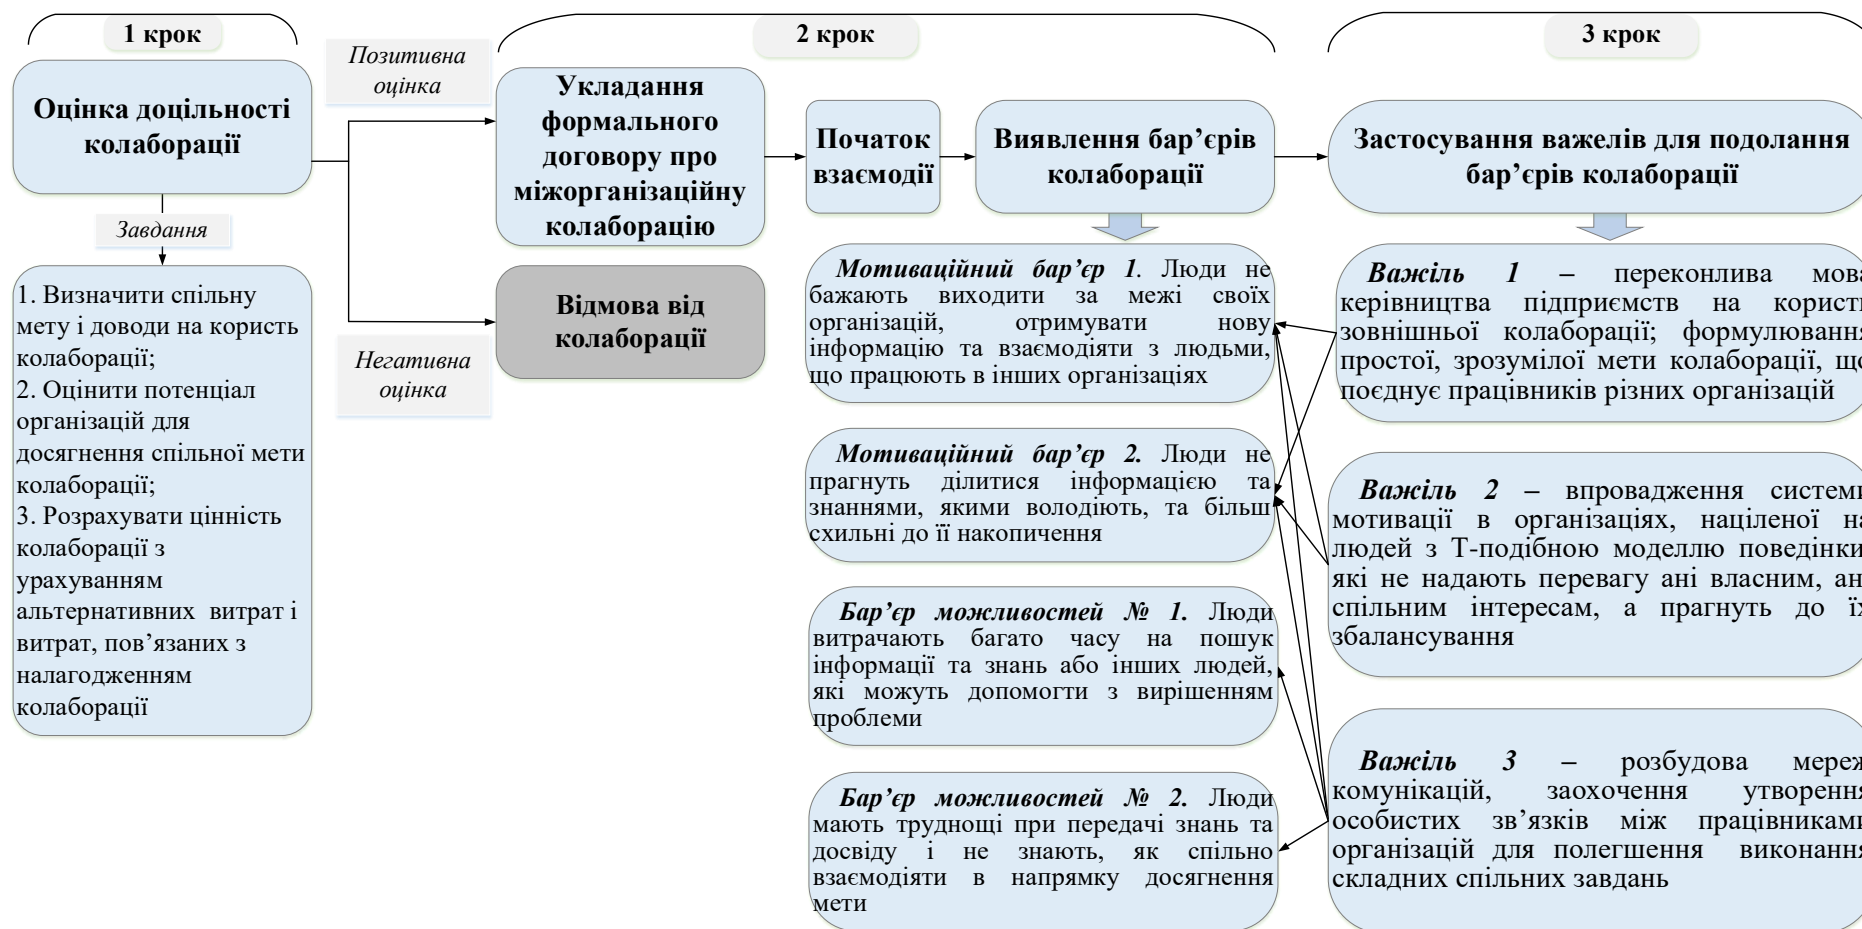 1 крок
Оцінка доцільності
колаборації
Завдання
1. Визначити спільну
мету і доводи на користь
колаборації;
2. Оцінити потенціал
організацій для
досягнення спільної мети
колаборації;
3. Розрахувати цінність
колаборації з
урахуванням
альтернативних витрат і
витрат, пов’язаних з
налагодженням
колаборації
Позитивна
оцінка
Негативна
оцінка
2 крок
Укладання
формального
договору про
міжорганізаційну
колаборацію
Відмова від
колаборації
Початок
взаємодії
Виявлення бар’єрів
колаборації
Мотиваційний бар’єр 1. Люди не
бажають виходити за межі своїх
організацій, отримувати нову
інформацію та взаємодіяти з людьми,
що працюють в інших організаціях
Мотиваційний бар’єр 2. Люди не
прагнуть ділитися інформацією та
знаннями, якими володіють, та більш
схильні до її накопичення
Бар’єр можливостей № 1. Люди
витрачають багато часу на пошук
інформації та знань або інших людей,
які можуть допомогти з вирішенням
проблеми
Бар’єр можливостей № 2. Люди
мають труднощі при передачі знань та
досвіду і не знають, як спільно
взаємодіяти в напрямку досягнення
мети
3 крок
Застосування важелів для подолання
бар’єрів колаборації
Важіль 1 – переконлива мова
керівництва підприємств на користь
зовнішньої колаборації; формулювання
простої, зрозумілої мети колаборації, що
поєднує працівників різних організацій
Важіль 2 – впровадження системи
мотивації в організаціях, націленої на
людей з Т-подібною моделлю поведінки,
які не надають перевагу ані власним, ані
спільним інтересам, а прагнуть до їх
збалансування
Важіль 3 – розбудова мереж
комунікацій, заохочення утворення
особистих зв’язків між працівниками
організацій для полегшення виконання
складних спільних завдань